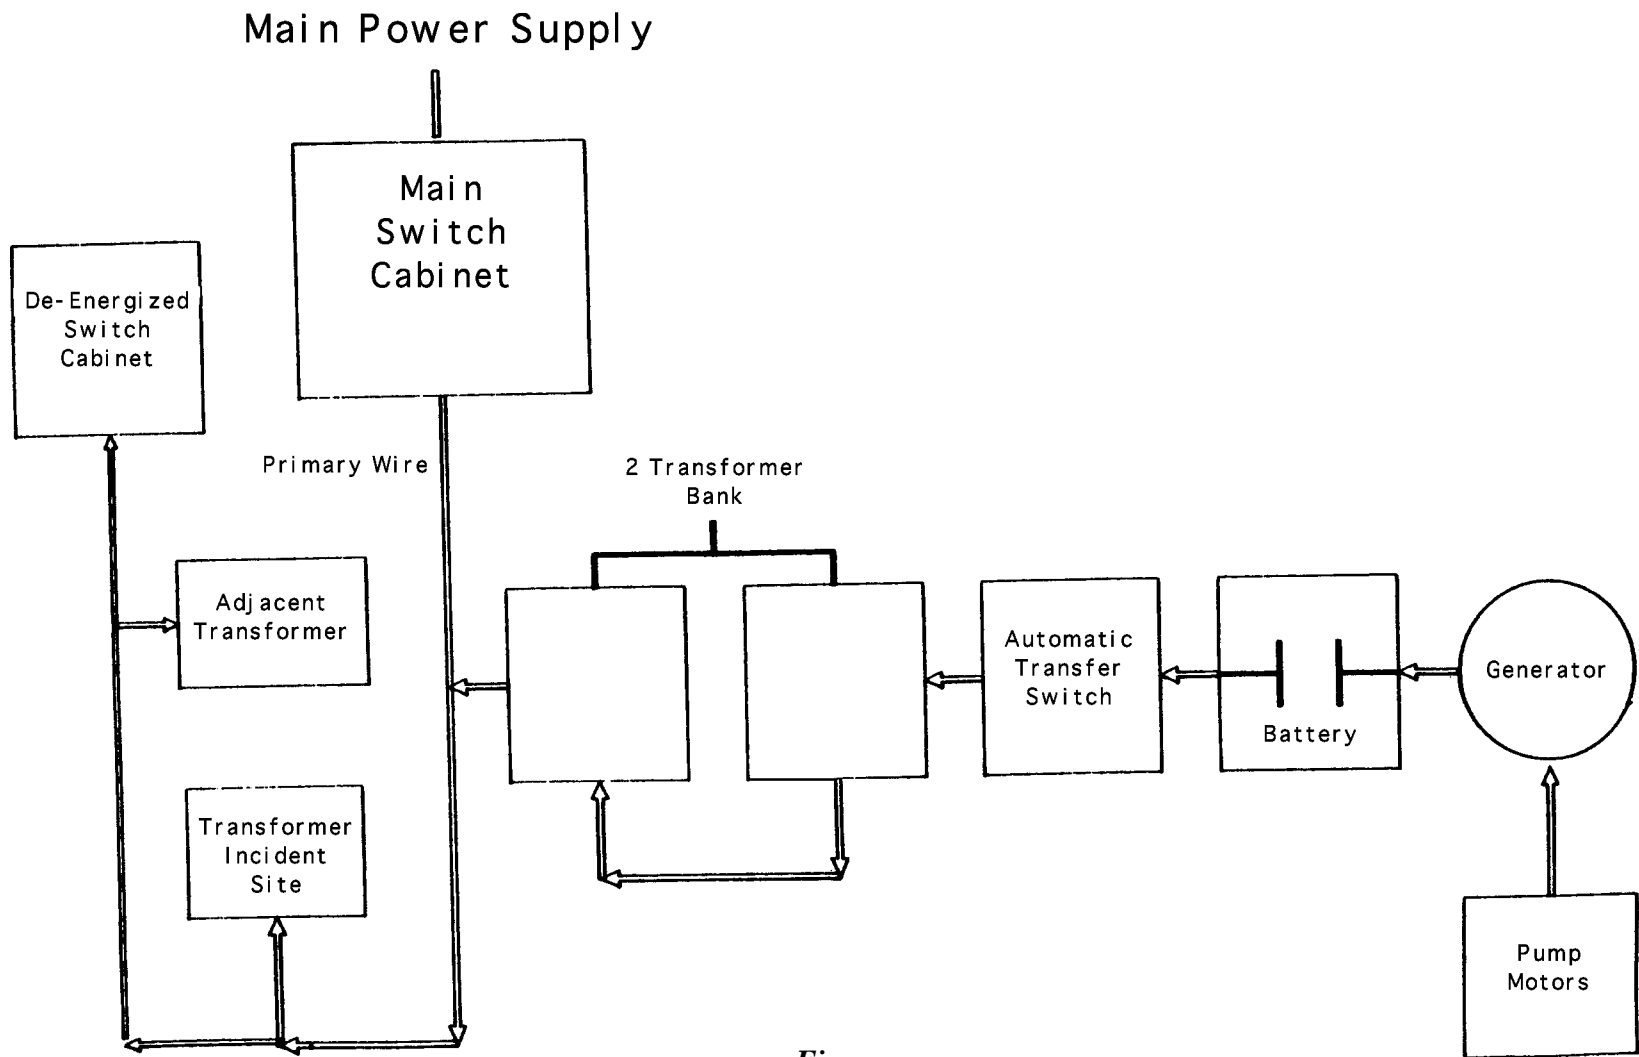 Main Power Supply
Main
Switch
Cabinet
De-Energized
Switch
Cabinet
Primary Wire
2 Transformer
Bank
Adjacent
Transformer
Automatic
Transfer
Switch
Battery
Generator
Transformer
Incident
Site
Pump
Motors